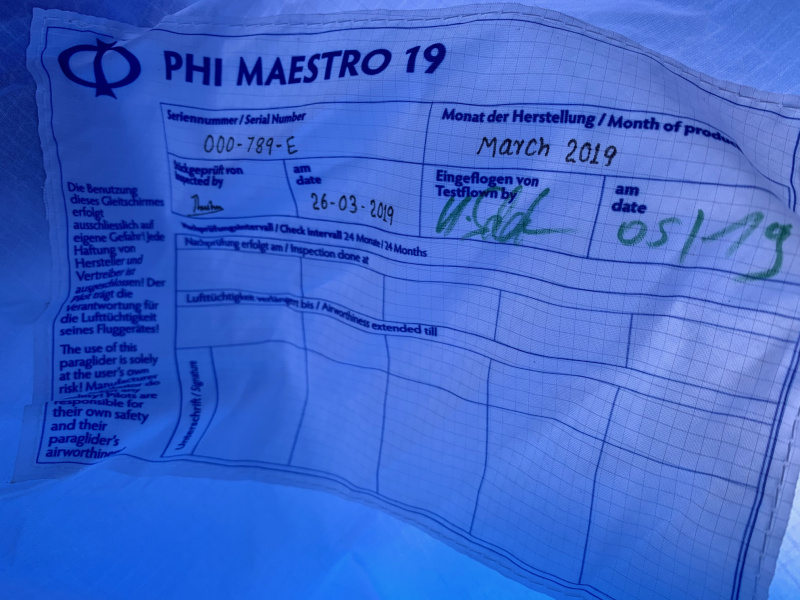 PHI MAESTRO 19
Seriennummer / Serial Number
000-789-E
Monat der Herstellung / Month of produ
March 2019
Stückgeprüft von
inspected by
am
date
26-03-2019
Eingeflogen von
Testflown by
am
date
05/-19
Nachprüfungsintervall / Check intervall 24 Monate / 24 Months
Nachprüfung erfolgt am / Inspection done at
Lufttüchtigkeit verlängert bis / Airworthiness extended till
Unterschrift / Signature
Die Benutzung
dieses Gleitschirmes
erfolgt
ausschliesslich auf
eigene Gefahr! Jede
Haftung von
Hersteller und
Vertreiber ist
ausgeschlossen! Der
Pilot trägt die
Verantwortung für
die Lufttüchtigkeit
seines Fluggerätes!
The use of this
paraglider is solely
at the user's own
risk! Manufacturer
Pilots are
responsible for
their own safety
and their
paraglider's
airworthin